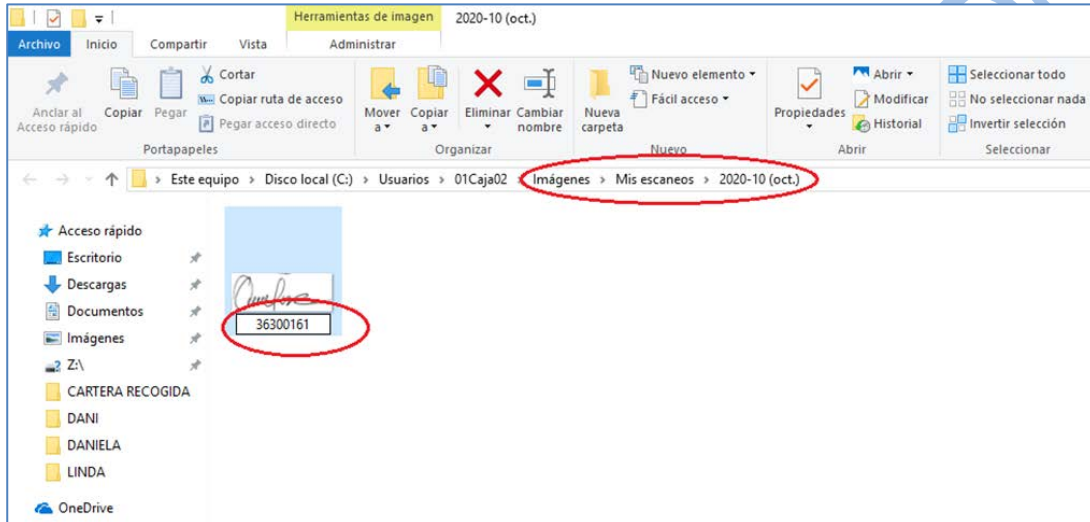 Herramientas de imagen 2020-10 (oct.)
Archivo Inicio Compartir Vista Administrar
Anclar al Acceso rápido
Copiar
Pegar
Cortar
Copiar ruta de acceso
Pegar acceso directo
Mover a
Copiar a
Eliminar
Cambiar nombre
Nueva carpeta
Nuevo elemento
Fácil acceso
Propiedades
Abrir
Modificar
Historial
Seleccionar todo
No seleccionar nada
Invertir selección
Portapapeles Organizar Nuevo Abrir Seleccionar
Este equipo > Disco local (C:) > Usuarios > 01Caja02 > Imágenes > Mis escaneos > 2020-10 (oct.)
Acceso rápido
Escritorio
Descargas
Documentos
Imágenes
Z:\
CARTERA RECOGIDA
DANI
DANIELA
LINDA
OneDrive
36300161